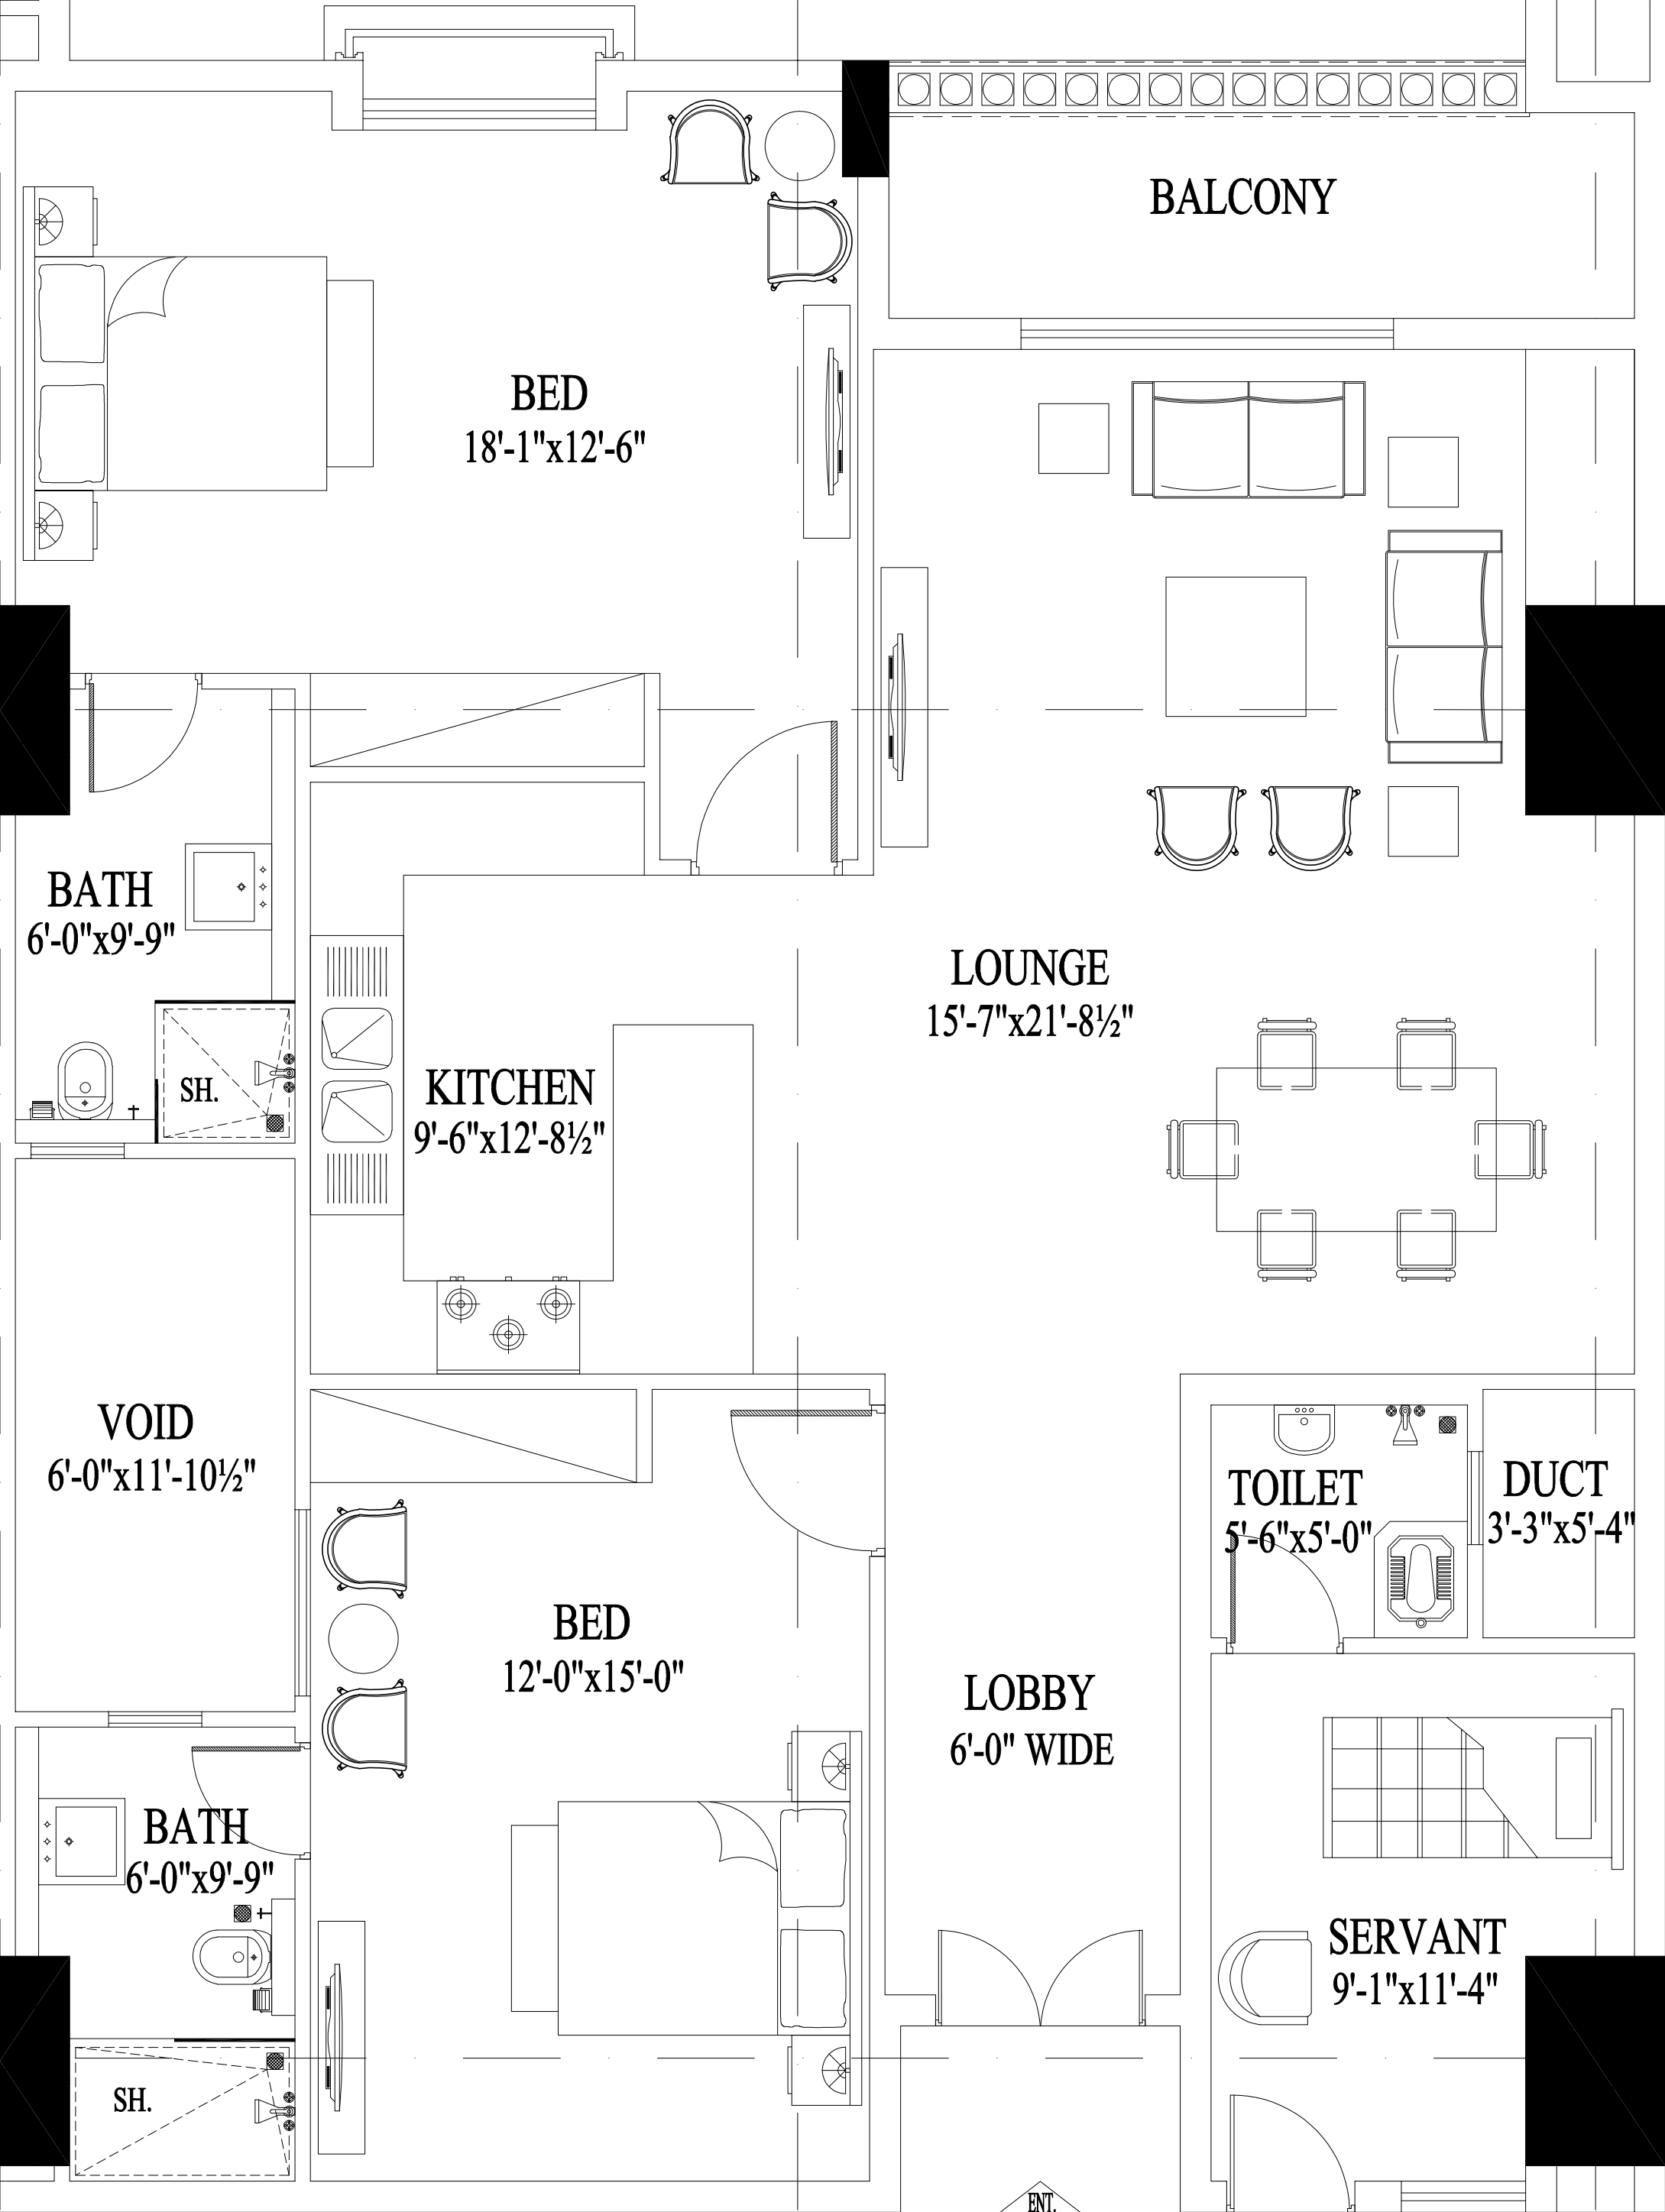 BALCONY
BED
18'-1"x12'-6"
BATH
6'-0"x9'-9"
LOUNGE
15'-7"x21'-8½"
SH.
KITCHEN
9'-6"x12'-8½"
VOID
6'-0"x11'-10½"
TOILET
5'-6"x5'-0"
DUCT
3'-3"x5'-4"
BED
12'-0"x15'-0"
LOBBY
6'-0" WIDE
BATH
6'-0"x9'-9"
SERVANT
9'-1"x11'-4"
SH.
ENT.